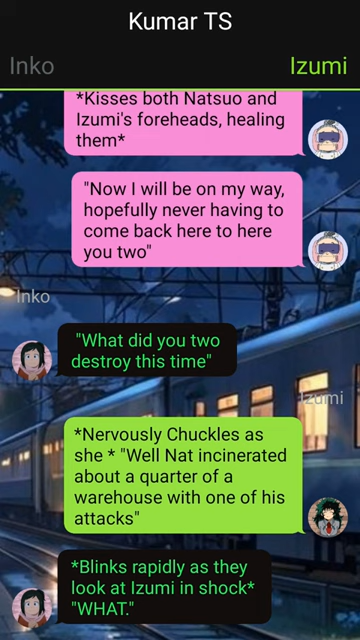 Kumar TS
Inko
Izumi
*Kisses both Natsuo and
Izumi's foreheads, healing
them*
"Now I will be on my way,
hopefully never having to
come back here to here
you two"
Inko
"What did you two
destroy this time"
Izumi
*Nervously Chuckles as
she * "Well Nat incinerated
about a quarter of a
warehouse with one of his
attacks"
*Blinks rapidly as they
look at Izumi in shock*
"WHAT."